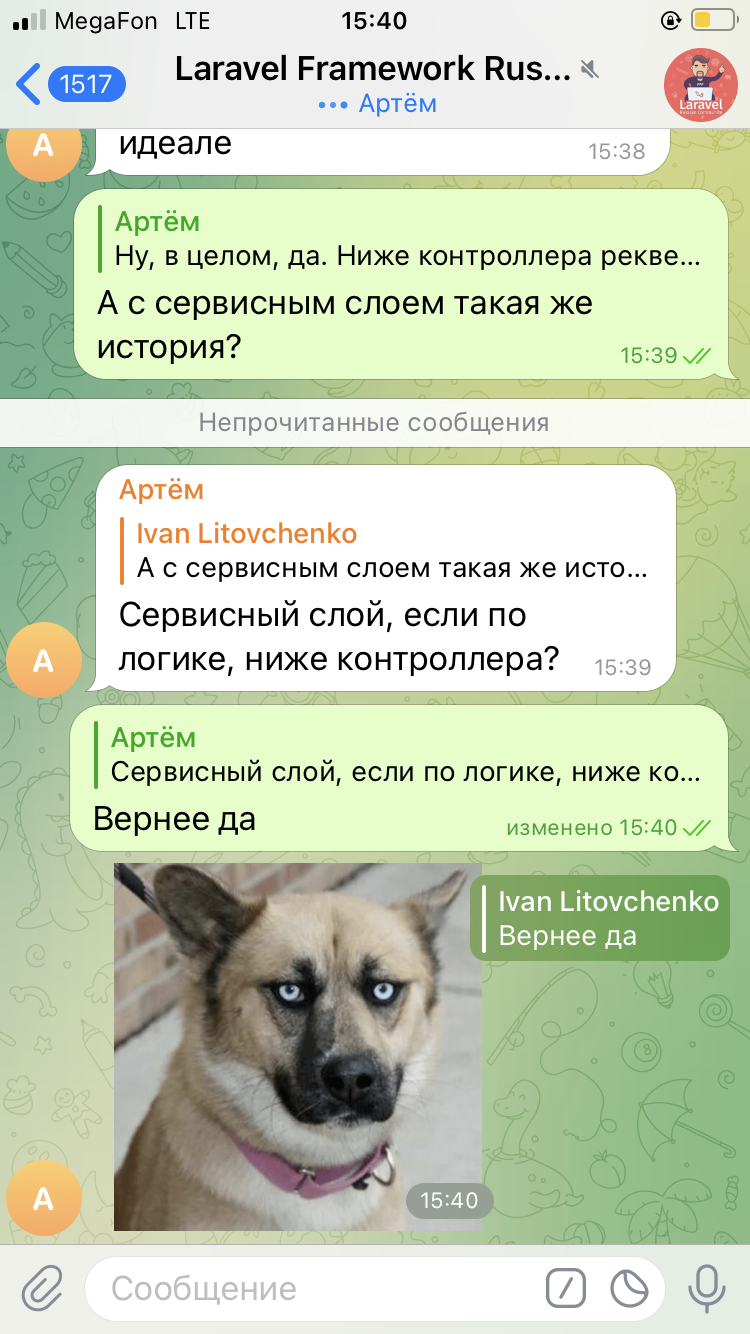 MegaFon LTE 15:40
1517
Laravel Framework Rus...
Артём
А
идеале
15:38
Артём
Ну, в целом, да. Ниже контроллера рекве...
А с сервисным слоем такая же
история?
15:39
Непрочитанные сообщения
Артём
Ivan Litovchenko
А с сервисным слоем такая же исто...
Сервисный слой, если по
логике, ниже контроллера?
15:39
А
Артём
Сервисный слой, если по логике, ниже ко...
Вернее да
изменено 15:40
Ivan Litovchenko
Вернее да
15:40
А
Сообщение
Laravel